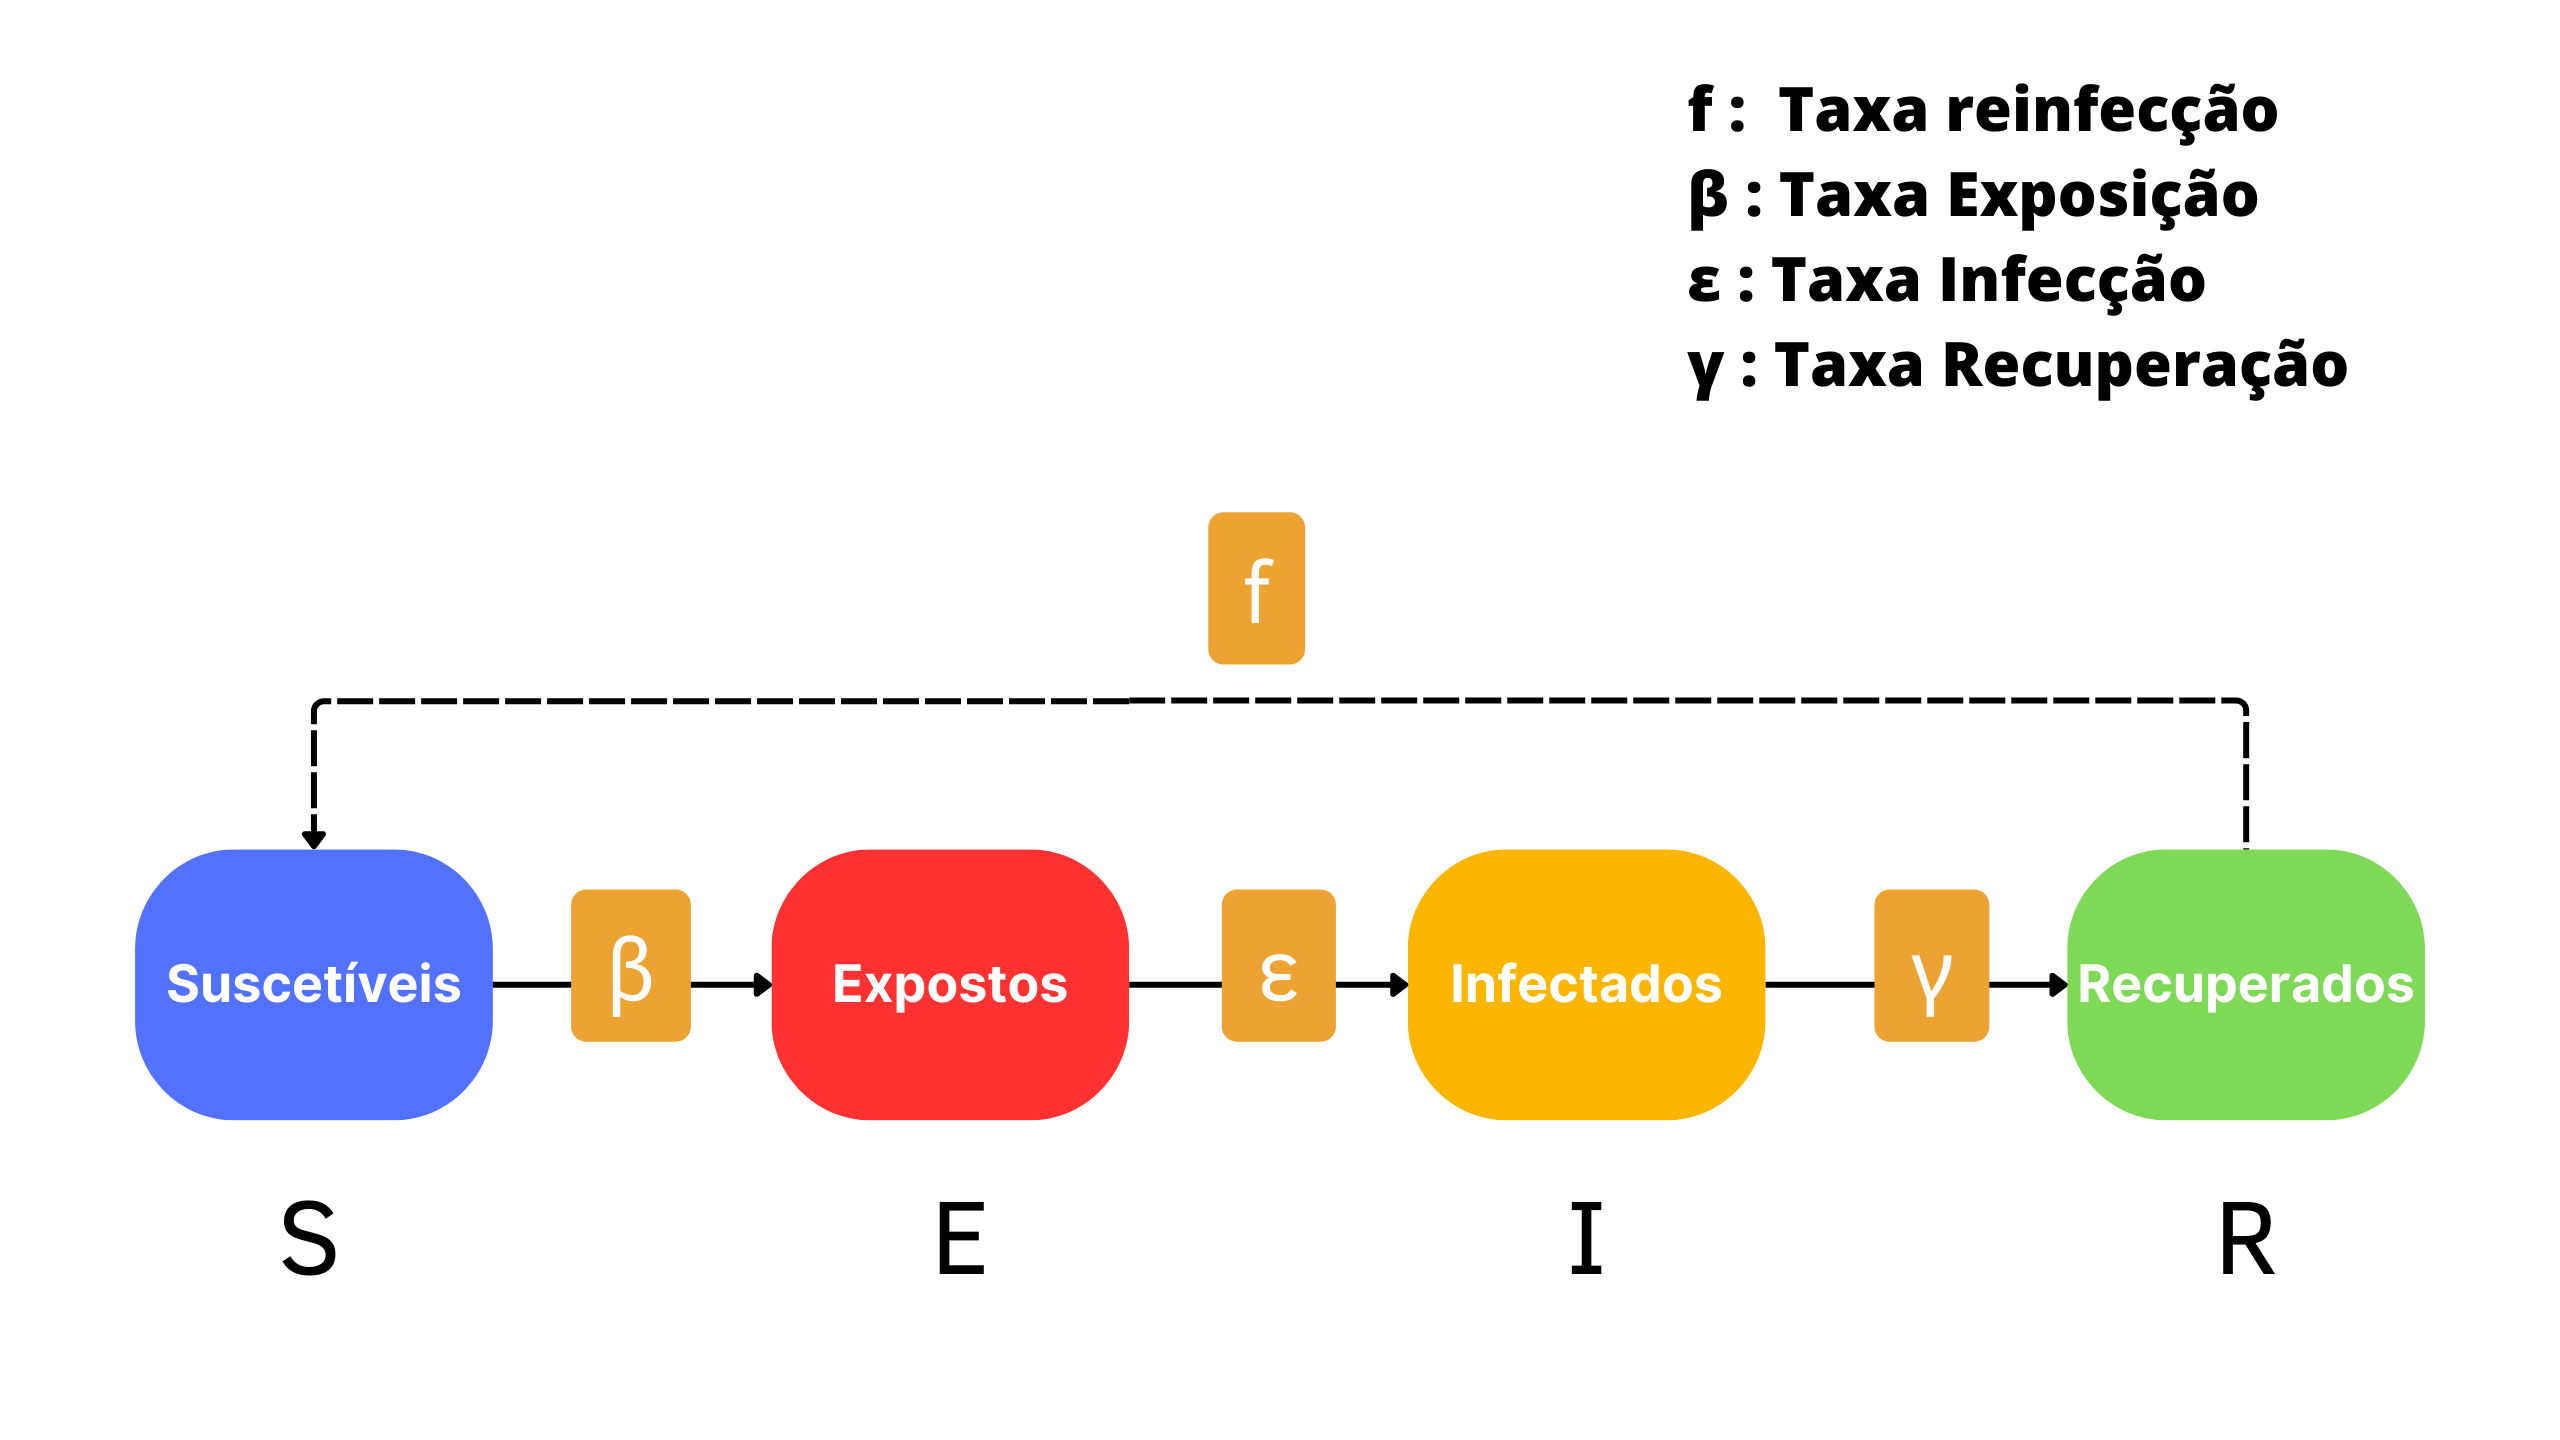 f : Taxa reinfecção
β : Taxa Exposição
ε : Taxa Infecção
γ : Taxa Recuperação
f
Suscetíveis β Expostos ε Infectados γ Recuperados
S E I R